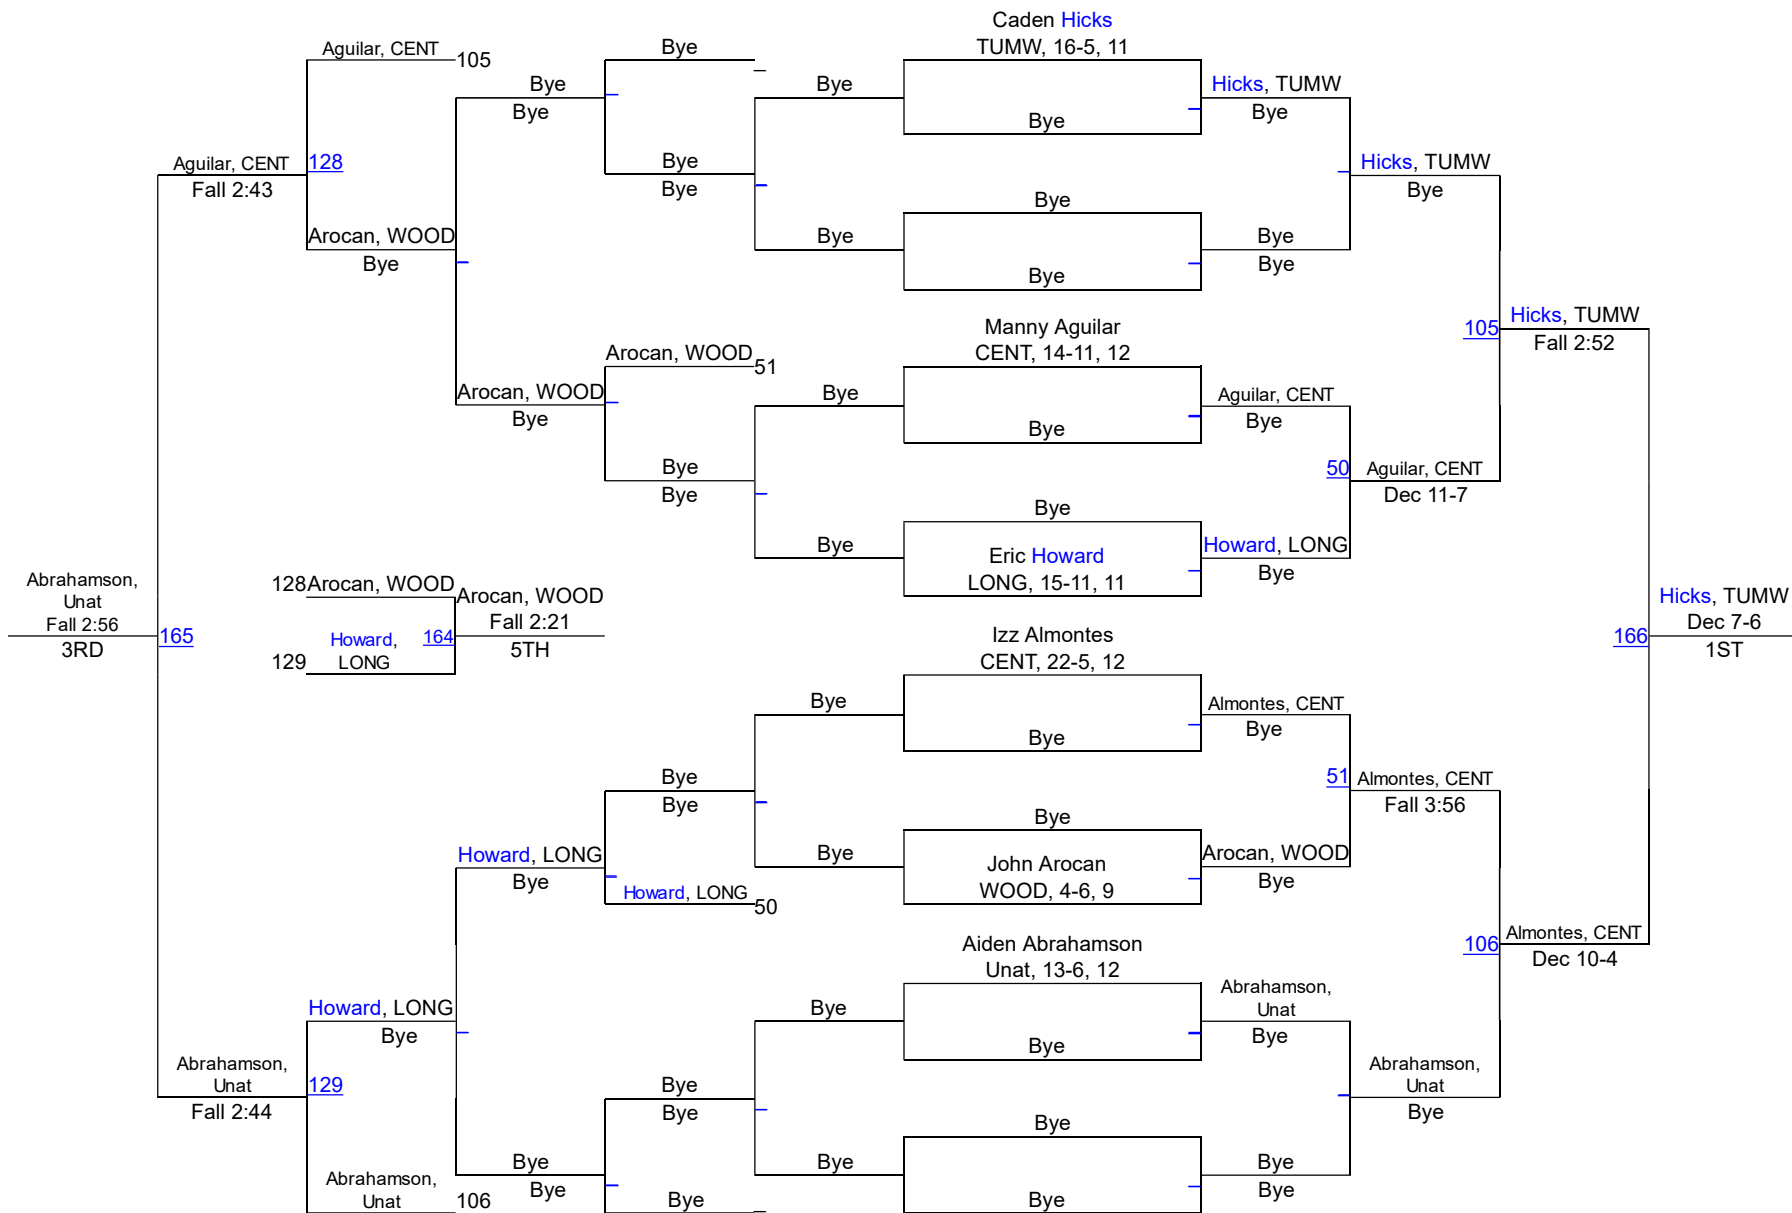 Caden Hicks
TUMW, 16-5, 11
Aguilar, CENT
105
Bye
Bye
Bye
Bye
Hicks, TUMW
Bye
Bye
Aguilar, CENT
128
Fall 2:43
Bye
Bye
Hicks, TUMW
Bye
Bye
Arocan, WOOD
Bye
Bye
Bye
Bye
Bye
Manny Aguilar
CENT, 14-11, 12
105
Hicks, TUMW
Fall 2:52
Arocan, WOOD
51
Arocan, WOOD
Bye
Bye
Aguilar, CENT
Bye
Bye
Bye
Bye
50
Aguilar, CENT
Dec 11-7
Bye
Bye
Eric Howard
LONG, 15-11, 11
Howard, LONG
Bye
Abrahamson,
Unat
Fall 2:56
3RD
165
128
Arocan, WOOD
Howard,
LONG
129
164
Arocan, WOOD
Fall 2:21
5TH
166
Hicks, TUMW
Dec 7-6
1ST
Izz Almontes
CENT, 22-5, 12
Bye
Bye
Almontes, CENT
Bye
Bye
Bye
51
Almontes, CENT
Fall 3:56
Bye
Bye
John Arocan
WOOD, 4-6, 9
Arocan, WOOD
Bye
Howard, LONG
Bye
Howard, LONG
50
Aiden Abrahamson
Unat, 13-6, 12
106
Almontes, CENT
Dec 10-4
Howard, LONG
Bye
Bye
Bye
Abrahamson,
Unat
Bye
Abrahamson,
Unat
Fall 2:44
129
Bye
Bye
Abrahamson,
Unat
Bye
Bye
Bye
Bye
Bye
Bye
Bye
Bye
Abrahamson,
Unat
106
Bye
Bye